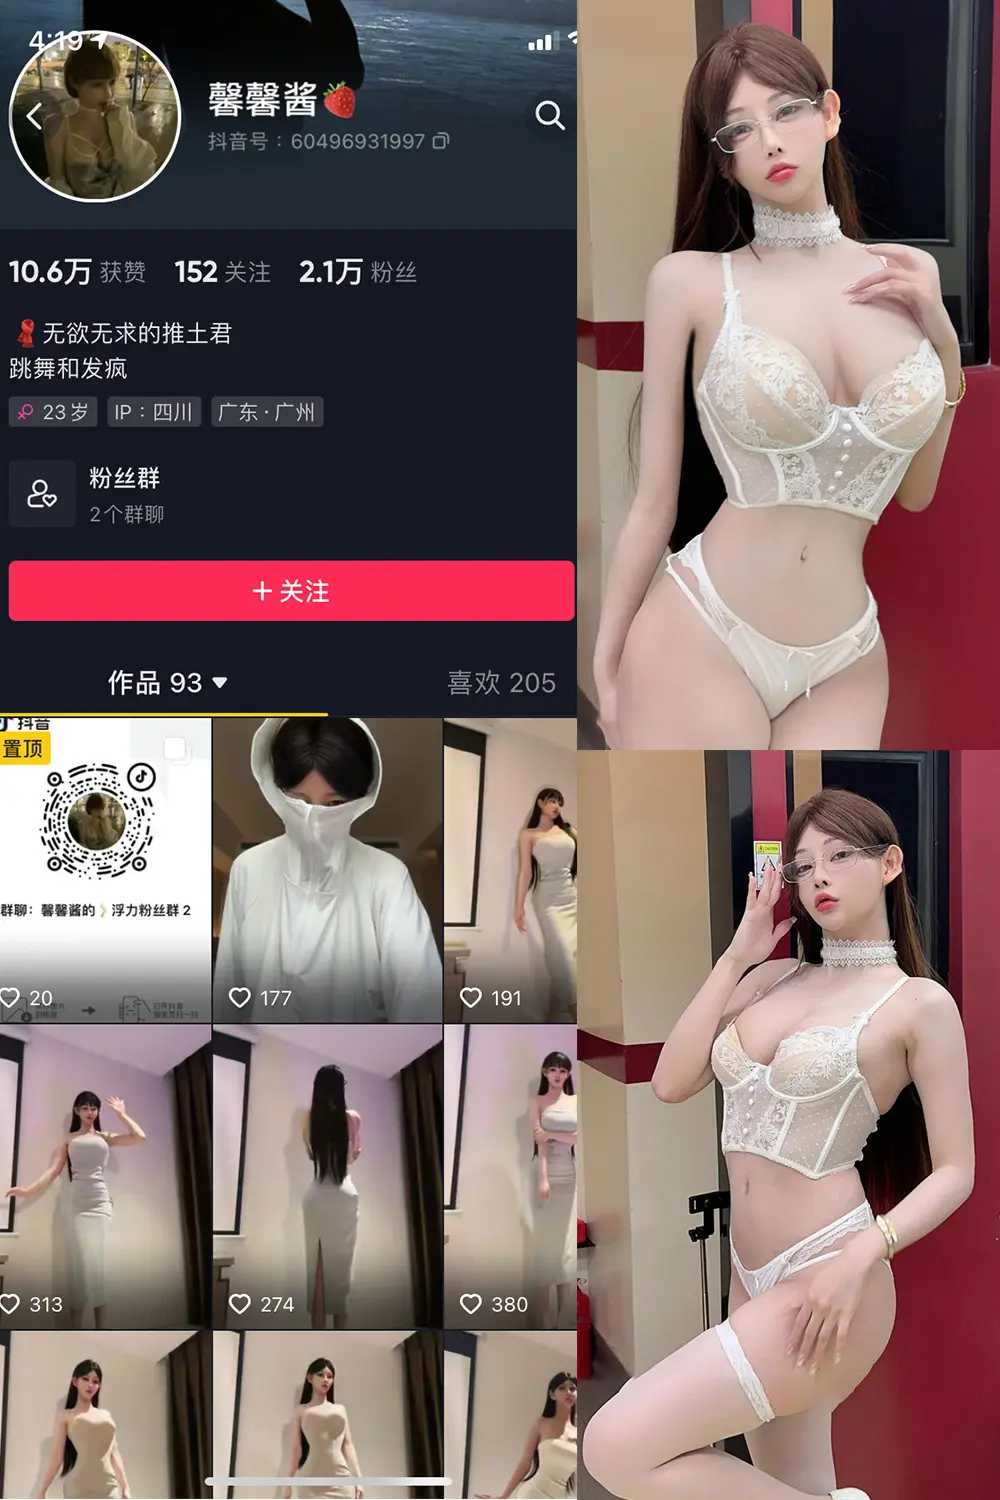 4:19
馨馨酱🍓
抖音号：60496931997
10.6万 获赞 152 关注 2.1万 粉丝
无欲无求的推土君
跳舞和发疯
23岁 IP：四川 广东·广州
粉丝群
2个群聊
+ 关注
作品 93 喜欢 205
抖音
置顶
群聊：馨馨酱的 浮力粉丝群 2
20
177
191
313
274
380
CAUTION